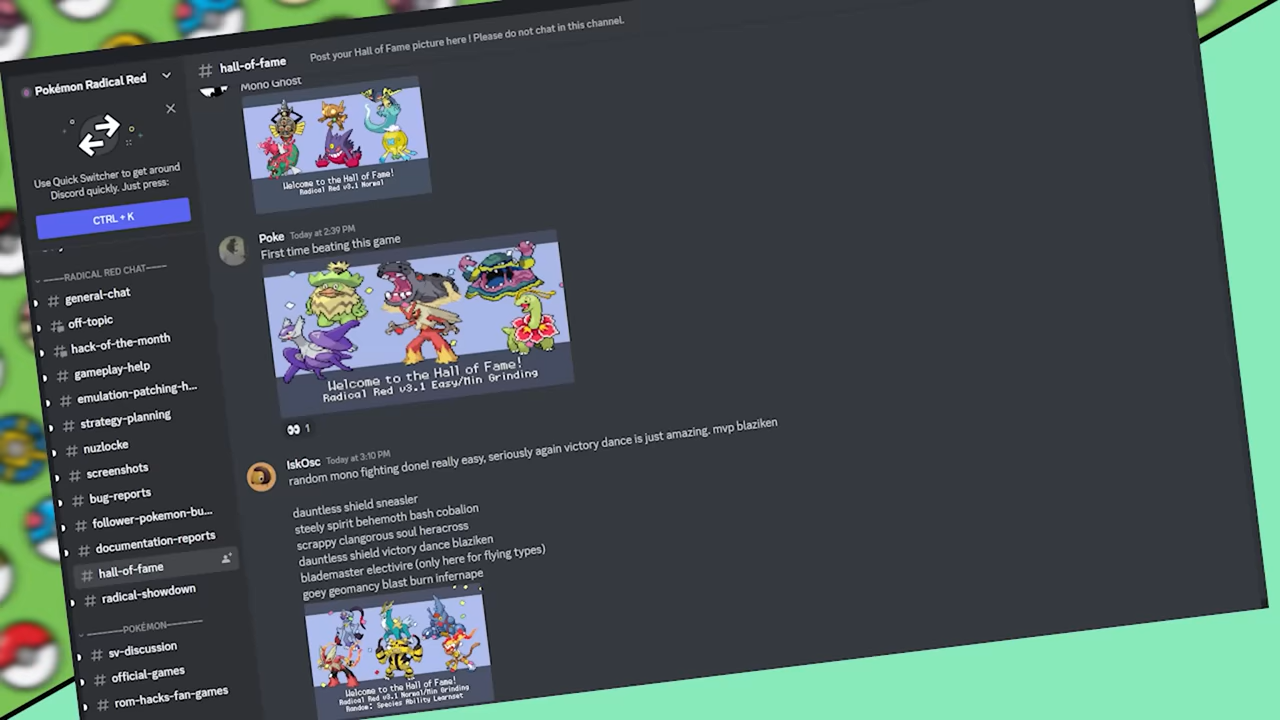 Pokémon Radical Red
Use Quick Switcher to get around
Discord quickly. Just press:
CTRL + K
RADICAL RED CHAT
general-chat
off-topic
hack-of-the-month
gameplay-help
emulation-patching-h...
strategy-planning
nuzlocke
screenshots
bug-reports
follower-pokemon-bu...
documentation-reports
hall-of-fame
radical-showdown
POKÉMON
sv-discussion
official-games
rom-hacks-fan-games
# hall-of-fame Post your Hall of Fame picture here ! Please do not chat in this channel.
Mono Ghost
Welcome to the Hall of Fame!
Radical Red v3.1 Normal
Poke Today at 2:39 PM
First time beating this game
Welcome to the Hall of Fame!
Radical Red v3.1 Easy/Min Grinding
1
IskOsc Today at 3:10 PM
random mono fighting done! really easy, seriously again victory dance is just amazing. mvp blaziken
dauntless shield sneasler
steely spirit behemoth bash cobalion
scrappy clangorous soul heracross
dauntless shield victory dance blaziken
blademaster electivire (only here for flying types)
goey geomancy blast burn infernape
Welcome to the Hall of Fame!
Radical Red v3.1 Normal/Min Grinding
Random: Species Ability Learnset